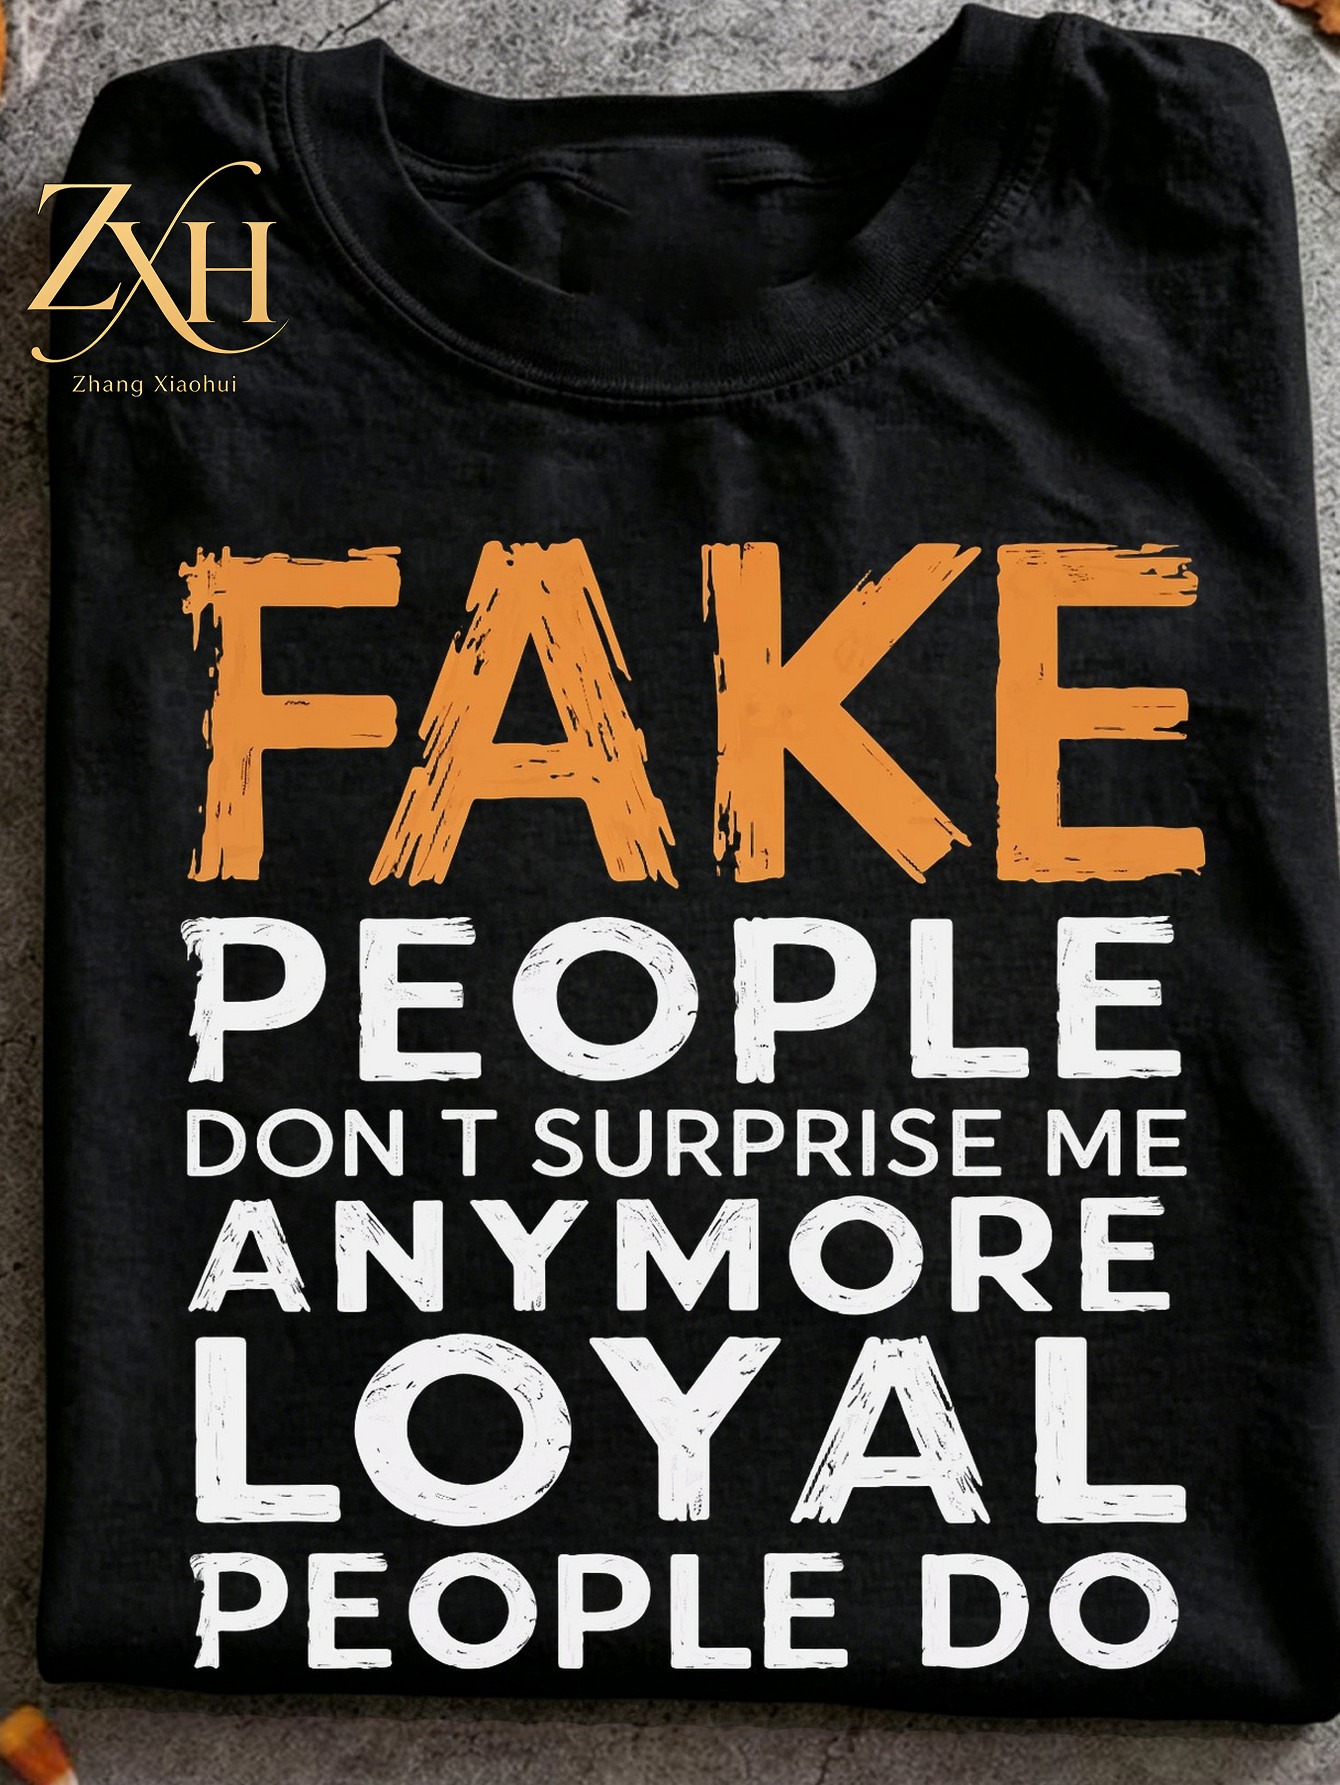 ZXH
Zhang Xiaohui
FAKE
PEOPLE
DON T SURPRISE ME
ANYMORE
LOYAL
PEOPLE DO